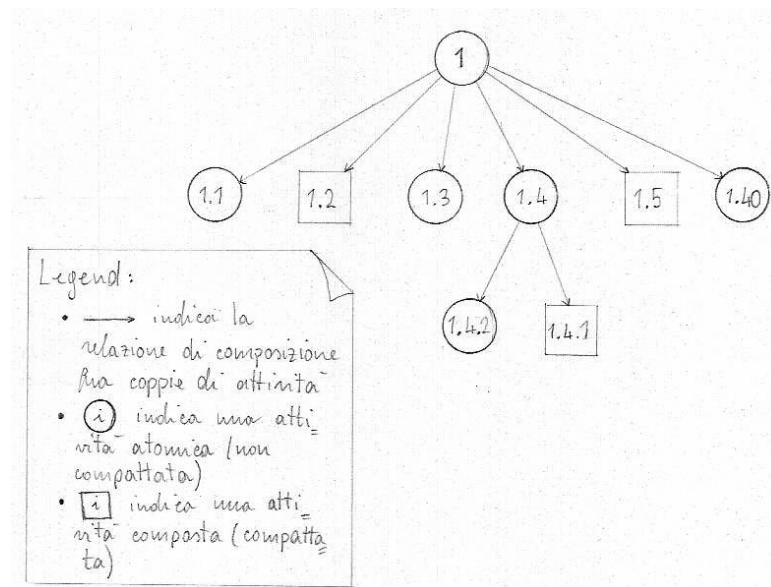 1
1.1 1.2 1.3 1.4 1.5 1.40
1.4.2 1.4.1
Legend:
• → indica la
relazione di composizione
fra coppie di attività
• i indica una atti=
vità atomica (non
compattata)
• i indica una atti=
vità composta (compatta=
ta)